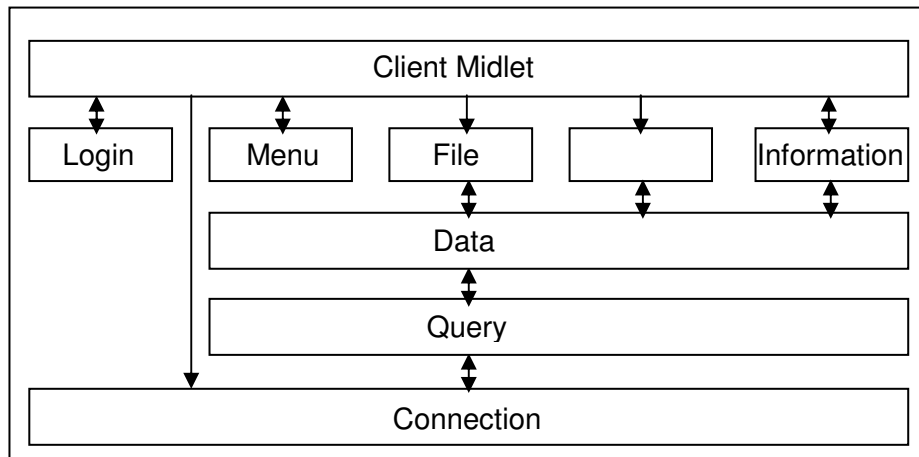 Client Midlet
Login
Menu
File
Information
Data
Query
Connection